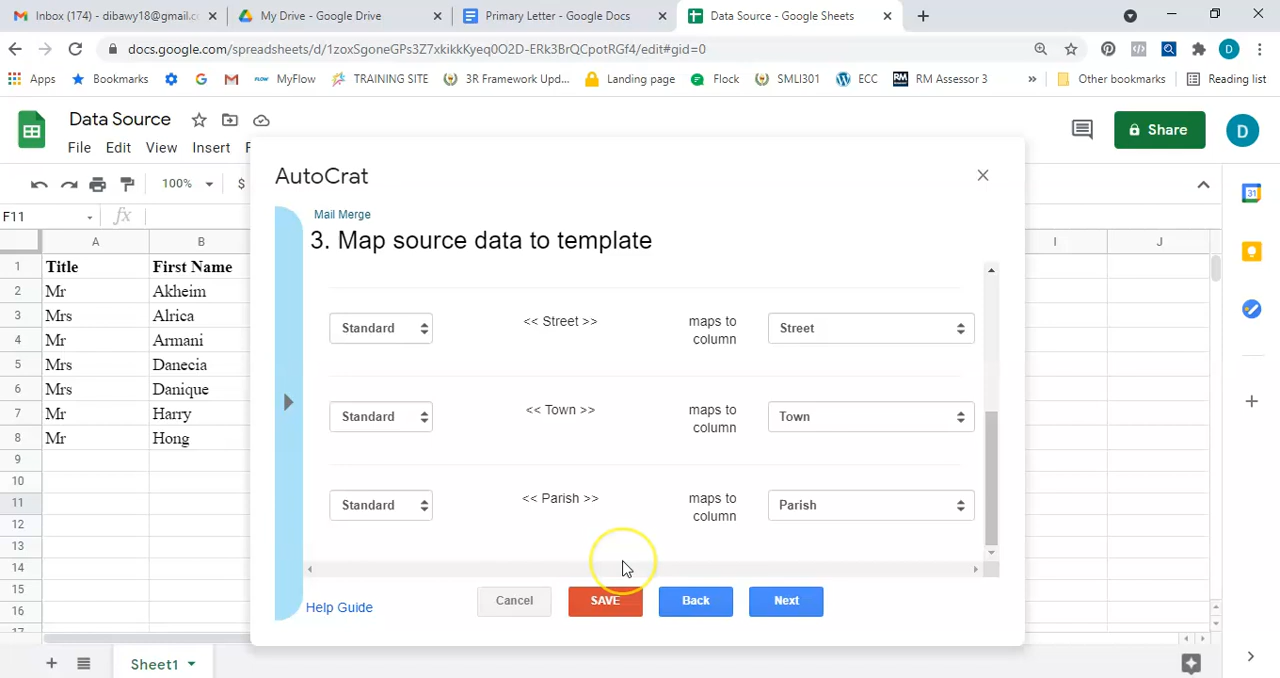 Inbox (174) - dibawy18@gmail.c
My Drive - Google Drive
Primary Letter - Google Docs
Data Source - Google Sheets
docs.google.com/spreadsheets/d/1zoxSgoneGPs3Z7xkikkKyeq0O2D-ERk3BrQCpotRGf4/edit#gid=0
Apps
Bookmarks
MyFlow
TRAINING SITE
3R Framework Upd...
Landing page
Flock
SMLI301
ECC
RM Assessor 3
»
Other bookmarks
Reading list
Data Source
Share
D
File Edit View Insert
100%
$
F11
fx
A B I J
1 Title First Name
2 Mr Akheim
3 Mrs Alrica
4 Mr Armani
5 Mrs Danecia
6 Mrs Danique
7 Mr Harry
8 Mr Hong
9
10
11
12
13
14
15
16
17
AutoCrat
Mail Merge
3. Map source data to template
Standard << Street >> maps to column Street
Standard << Town >> maps to column Town
Standard << Parish >> maps to column Parish
Help Guide
Cancel SAVE Back Next
Sheet1